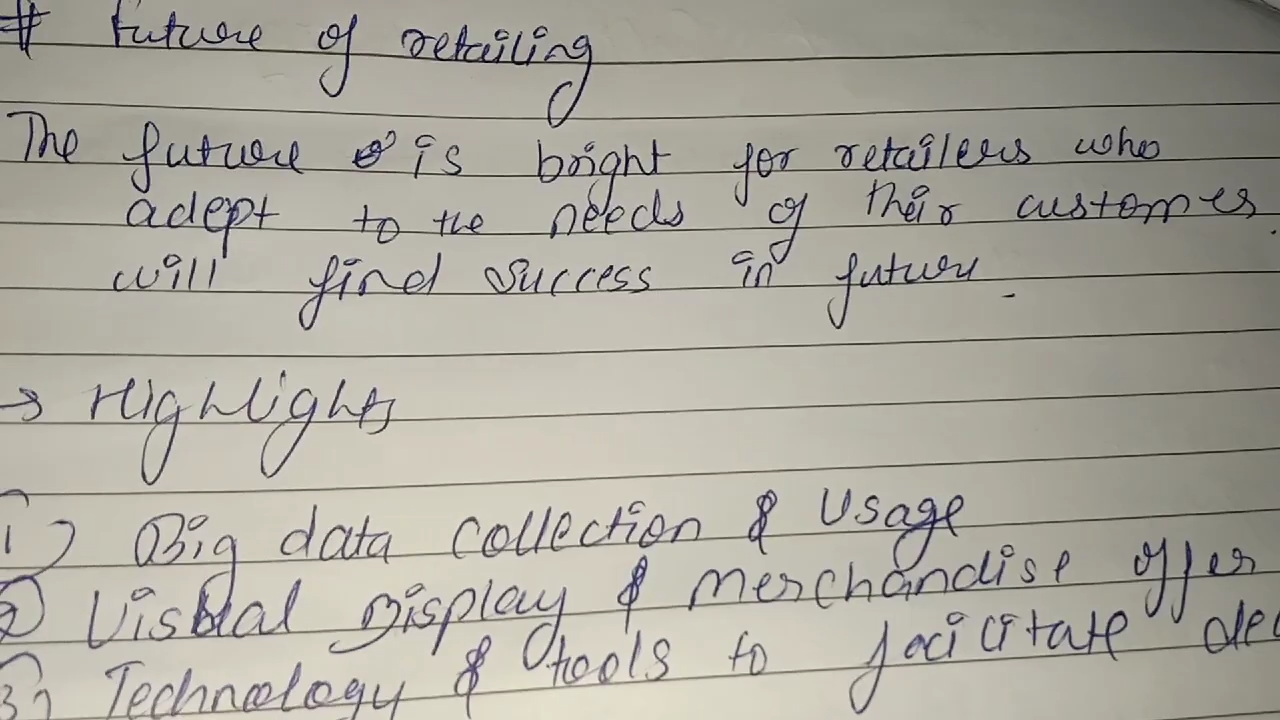 # Future of retailing
The future is bright for retailers who
adept to the needs of their customes.
will find success in future.
→ Highlights
1) Big data collection & Usage
2) Visual Display & Merchandise offer
3) Technology & tools to facilitate